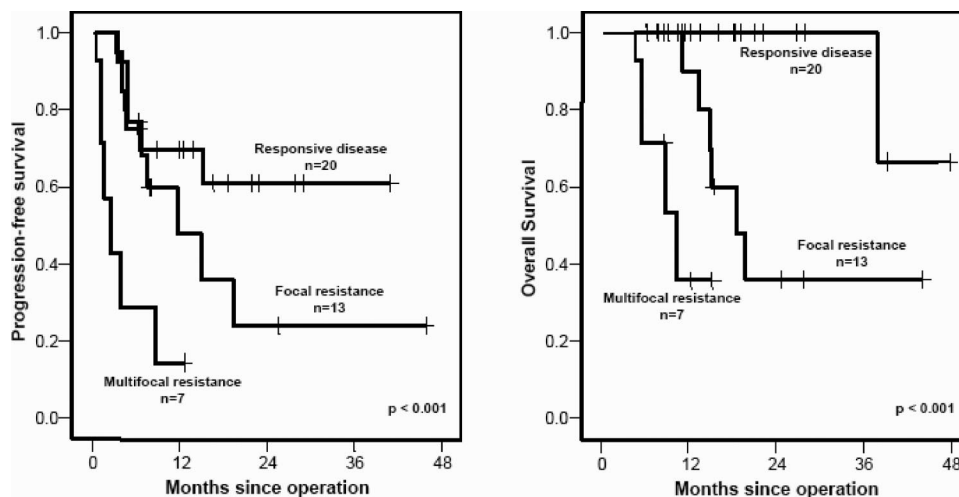 Progression-free survival
1.0
0.8
0.6
0.4
0.2
0.0
Responsive disease
n=20
Focal resistance
n=13
Multifocal resistance
n=7
p < 0.001
0 12 24 36 48
Months since operation
Overall Survival
1.0
0.8
0.6
0.4
0.2
0.0
Responsive disease
n=20
Focal resistance
n=13
Multifocal resistance
n=7
p < 0.001
0 12 24 36 48
Months since operation